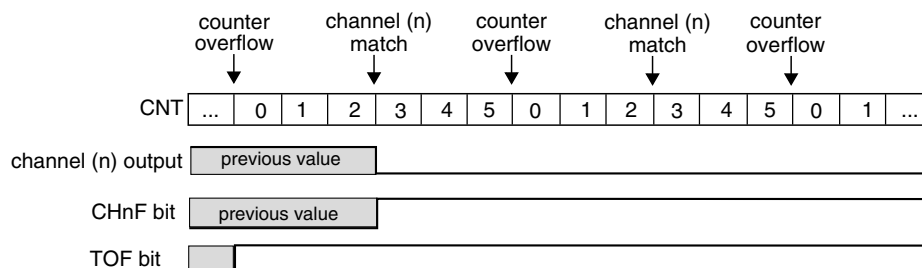 counter overflow
channel (n) match
counter overflow
channel (n) match
counter overflow
CNT ... 0 1 2 3 4 5 0 1 2 3 4 5 0 1 ...
channel (n) output previous value
CHnF bit previous value
TOF bit